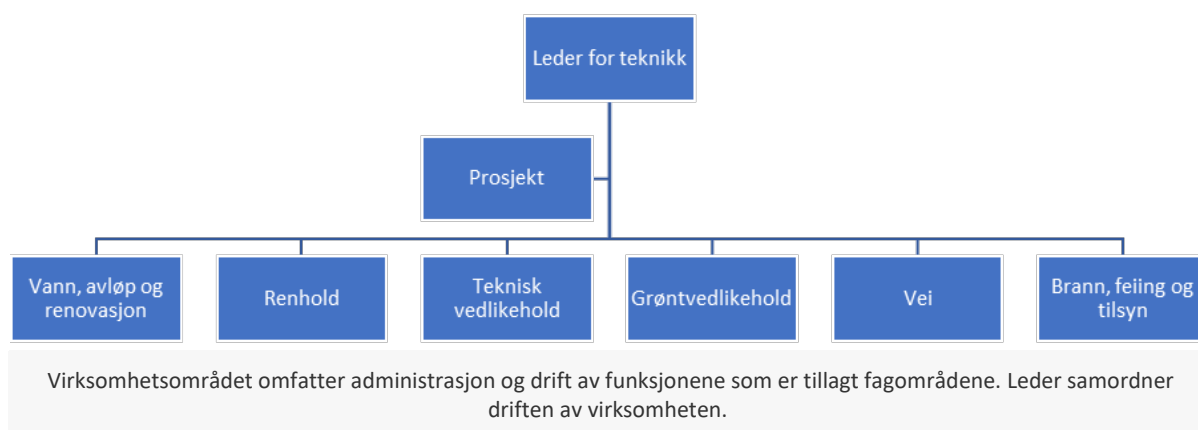 Leder for teknikk
Prosjekt
Vann, avløp og
renovasjon
Renhold
Teknisk
vedlikehold
Grøntvedlikehold
Vei
Brann, feiing og
tilsyn
Virksomhetsområdet omfatter administrasjon og drift av funksjonene som er tillagt fagområdene. Leder samordner
driften av virksomheten.